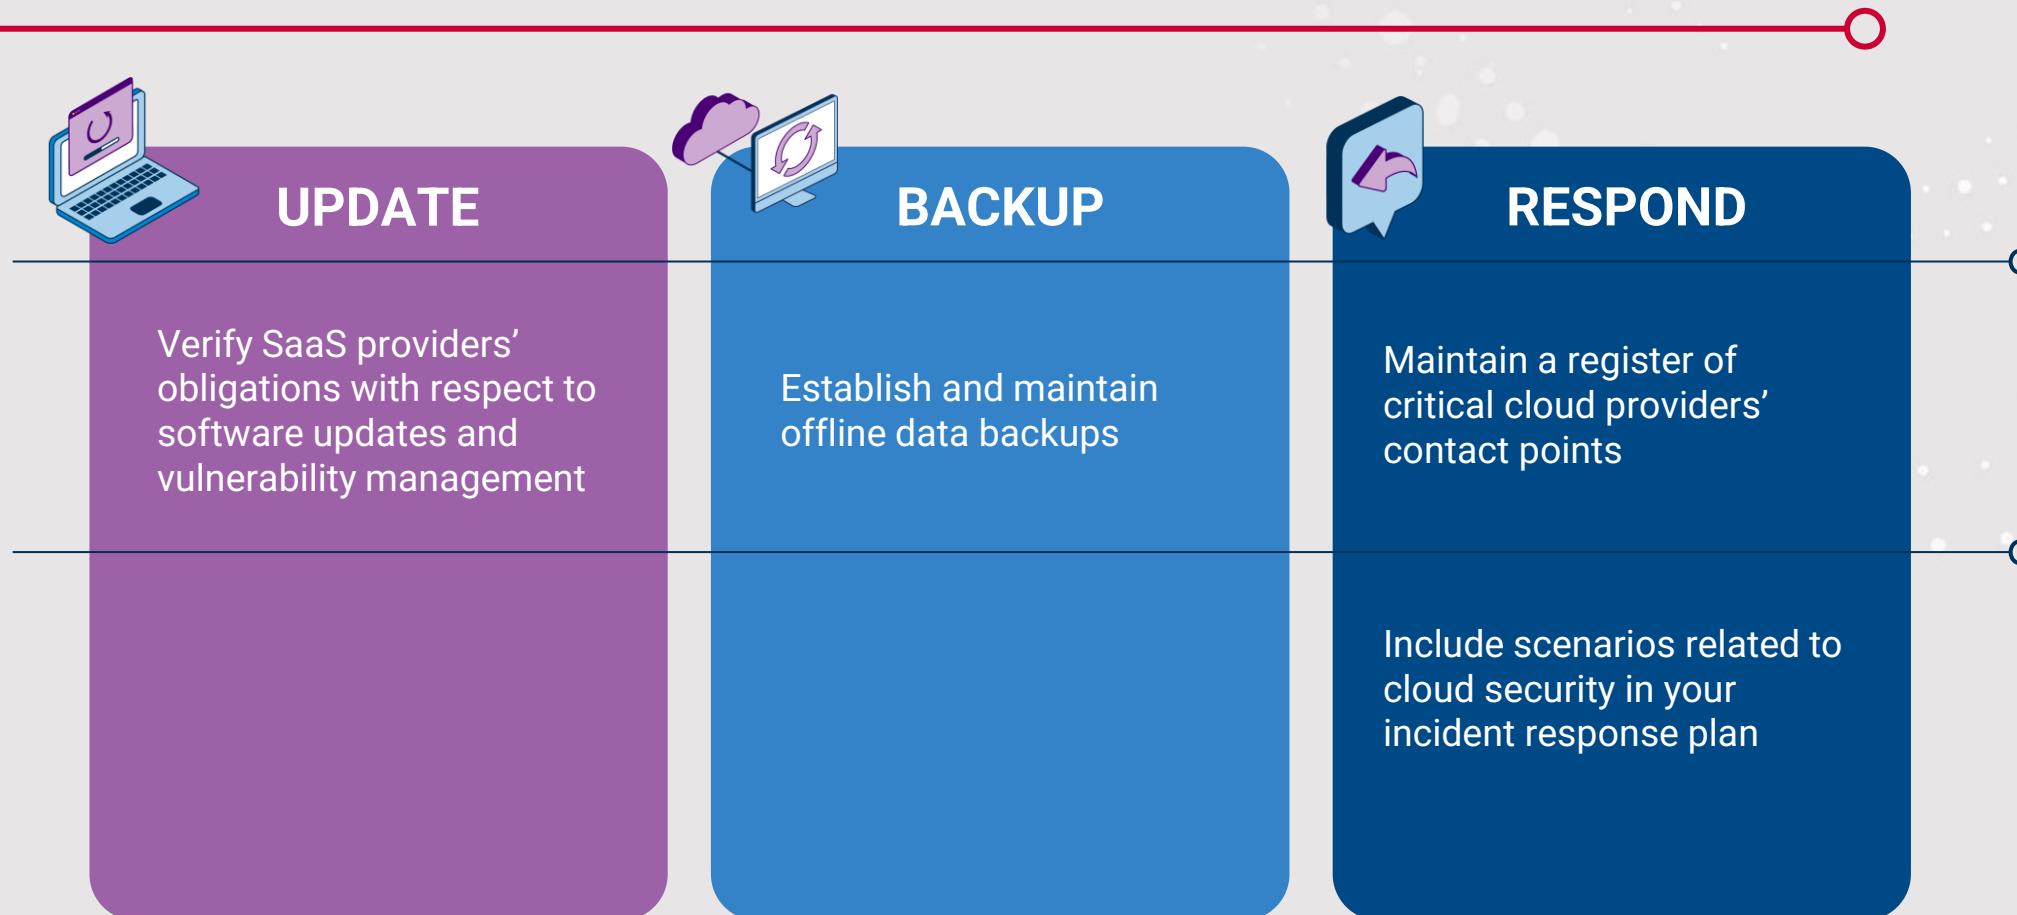 UPDATE
Verify SaaS providers’
obligations with respect to
software updates and
vulnerability management
BACKUP
Establish and maintain
offline data backups
RESPOND
Maintain a register of
critical cloud providers’
contact points
Include scenarios related to
cloud security in your
incident response plan